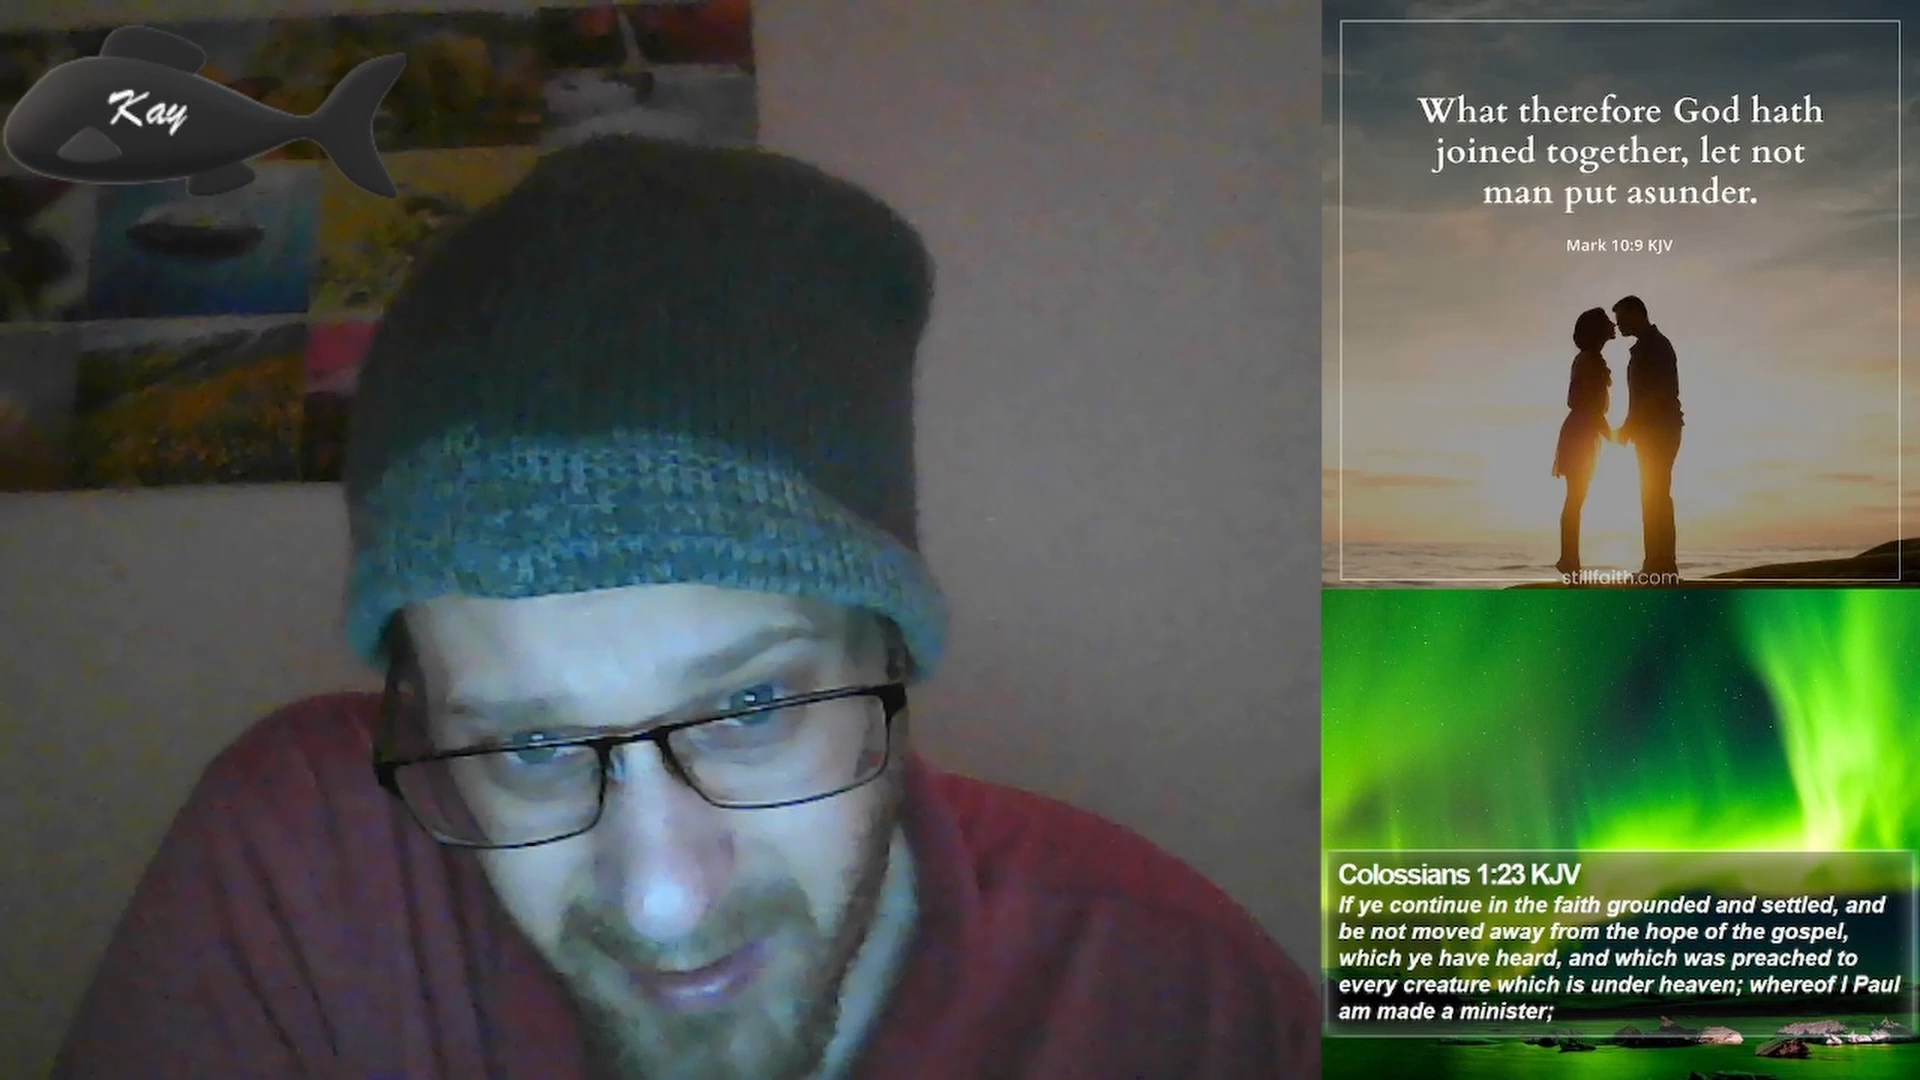 Kay
What therefore God hath
joined together, let not
man put asunder.
Mark 10:9 KJV
stillfaith.com
Colossians 1:23 KJV
If ye continue in the faith grounded and settled, and
be not moved away from the hope of the gospel,
which ye have heard, and which was preached to
every creature which is under heaven; whereof I Paul
am made a minister;